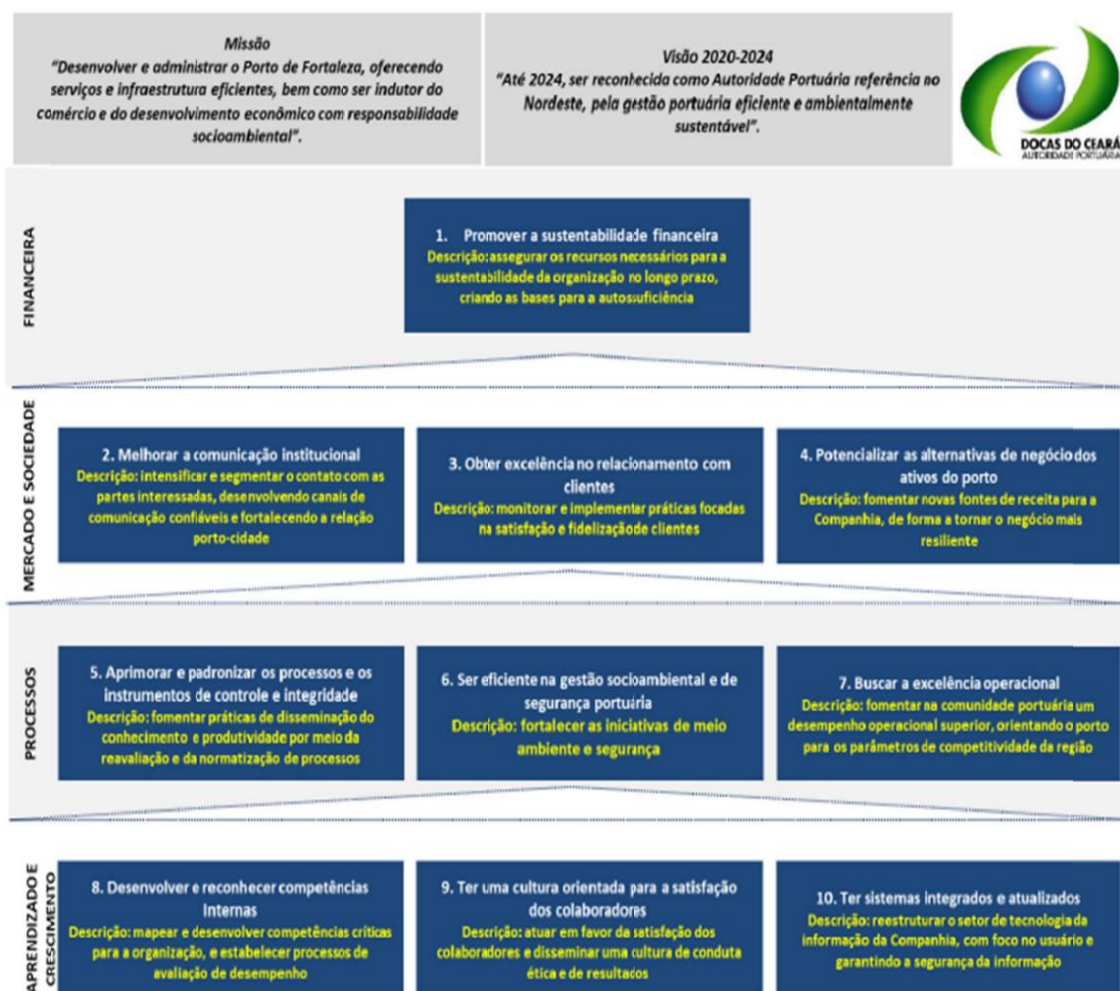 Missão
"Desenvolver e administrar o Porto de Fortaleza, oferecendo
serviços e infraestrutura eficientes, bem como ser indutor do
comércio e do desenvolvimento econômico com responsabilidade
socioambiental".
Visão 2020-2024
"Até 2024, ser reconhecida como Autoridade Portuária referência no
Nordeste, pela gestão portuária eficiente e ambientalmente
sustentável".
DOCAS DO CEARÁ
AUTORIDADE PORTUÁRIA
FINANCEIRA
1. Promover a sustentabilidade financeira
Descrição: assegurar os recursos necessários para a
sustentabilidade da organização no longo prazo,
criando as bases para a autossuficiência
MERCADO E SOCIEDADE
2. Melhorar a comunicação institucional
Descrição: intensificar e segmentar o contato com as
partes interessadas, desenvolvendo canais de
comunicação confiáveis e fortalecendo a relação
porto-cidade
3. Obter excelência no relacionamento com
clientes
Descrição: monitorar e implementar práticas focadas
na satisfação e fidelização de clientes
4. Potencializar as alternativas de negócio dos
ativos do porto
Descrição: fomentar novas fontes de receita para a
Companhia, de forma a tornar o negócio mais
resiliente
PROCESSOS
5. Aprimorar e padronizar os processos e os
instrumentos de controle e integridade
Descrição: fomentar práticas de disseminação do
conhecimento e produtividade por meio da
reavaliação e da normatização de processos
6. Ser eficiente na gestão socioambiental e de
segurança portuária
Descrição: fortalecer as iniciativas de meio
ambiente e segurança
7. Buscar a excelência operacional
Descrição: fomentar na comunidade portuária um
desempenho operacional superior, orientando o porto
para os parâmetros de competitividade da região
APRENDIZADO E
CRESCIMENTO
8. Desenvolver e reconhecer competências
Internas
Descrição: mapear e desenvolver competências críticas
para a organização, e estabelecer processos de
avaliação de desempenho
9. Ter uma cultura orientada para a satisfação
dos colaboradores
Descrição: atuar em favor da satisfação dos
colaboradores e disseminar uma cultura de conduta
ética e de resultados
10. Ter sistemas integrados e atualizados
Descrição: reestruturar o setor de tecnologia da
informação da Companhia, com foco no usuário e
garantindo a segurança da informação